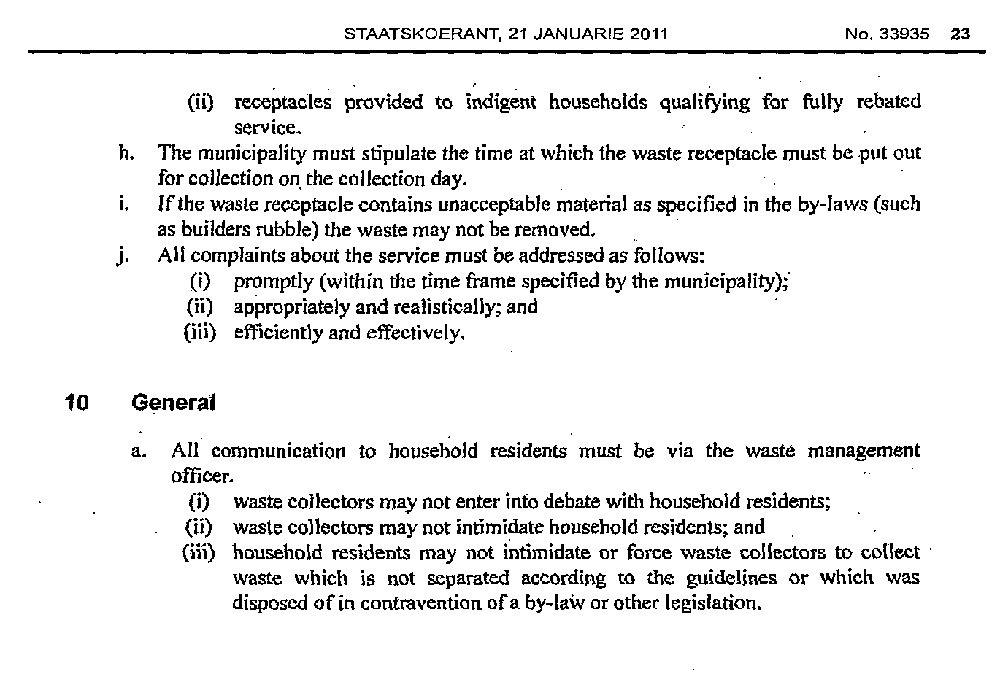 STAATSKOERANT, 21 JANUARIE 2011 No. 33935 23
(ii) receptacles provided to indigent households qualifying for fully rebated
service.
h. The municipality must stipulate the time at which the waste receptacle must be put out
for collection on the collection day.
i. If the waste receptacle contains unacceptable material as specified in the by-laws (such
as builders rubble) the waste may not be removed.
j. All complaints about the service must be addressed as follows:
(i) promptly (within the time frame specified by the municipality);
(ii) appropriately and realistically; and
(iii) efficiently and effectively.
10 General
a. All communication to household residents must be via the waste management
officer.
(i) waste collectors may not enter into debate with household residents;
(ii) waste collectors may not intimidate household residents; and
(iii) household residents may not intimidate or force waste collectors to collect
waste which is not separated according to the guidelines or which was
disposed of in contravention of a by-law or other legislation.